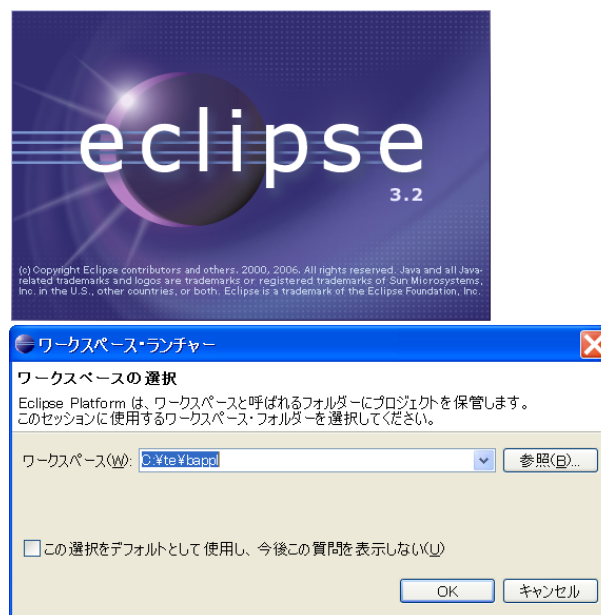 eclipse
3.2
(c) Copyright Eclipse contributors and others. 2000, 2006. All rights reserved. Java and all Java-
related trademarks and logos are trademarks or registered trademarks of Sun Microsystems,
Inc. in the U.S., other countries, or both. Eclipse is a trademark of the Eclipse Foundation, Inc.
ワークスペース・ランチャー
ワークスペースの選択
Eclipse Platform は、ワークスペースと呼ばれるフォルダーにプロジェクトを保管します。
このセッションに使用するワークスペース・フォルダーを選択してください。
ワークスペース(W): C:¥te¥bappl 参照(B)...
この選択をデフォルトとして使用し、今後この質問を表示しない(U)
OK キャンセル